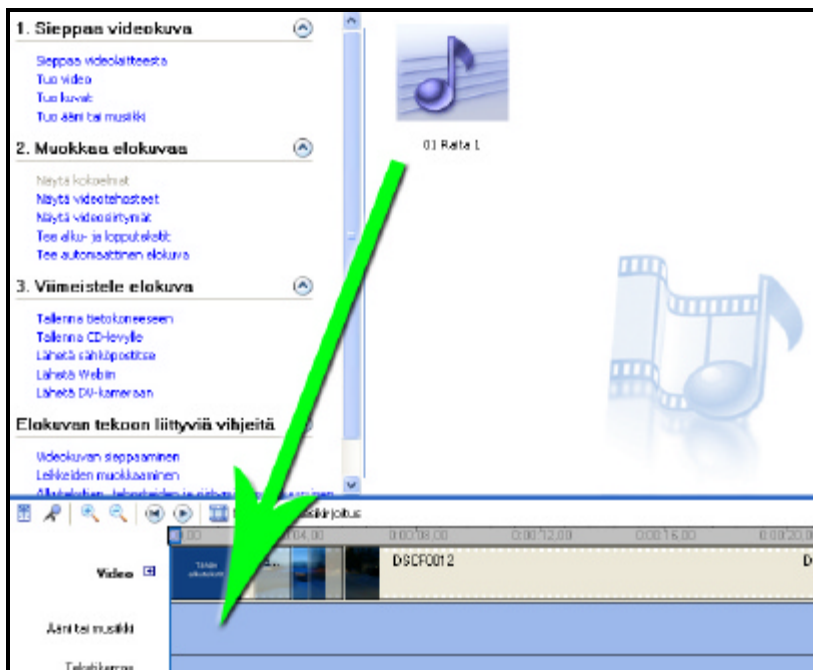 1. Sieppaa videokuva
Sieppaa videolaitteesta
Tuo video
Tuo kuvat
Tuo ääni tai musiikki
2. Muokkaa elokuvaa
Näytä kokoelmat
Näytä videotehosteet
Näytä videosiirtymät
Tee alku- ja lopputekstit
Tee automaattinen elokuva
3. Viimeistele elokuva
Tallenna tietokoneeseen
Tallenna CD-levylle
Lähetä sähköpostitse
Lähetä Webiin
Lähetä DV-kameraan
Elokuvan tekoon liittyviä vihjeitä
Videokuvan sieppaaminen
Leikkeiden muokkaaminen
01 Raita 1
0:00:08,00 0:00:12,00 0:00:16,00 0:00:20,0
Video
DSCF0012
D
Ääni tai musiikki